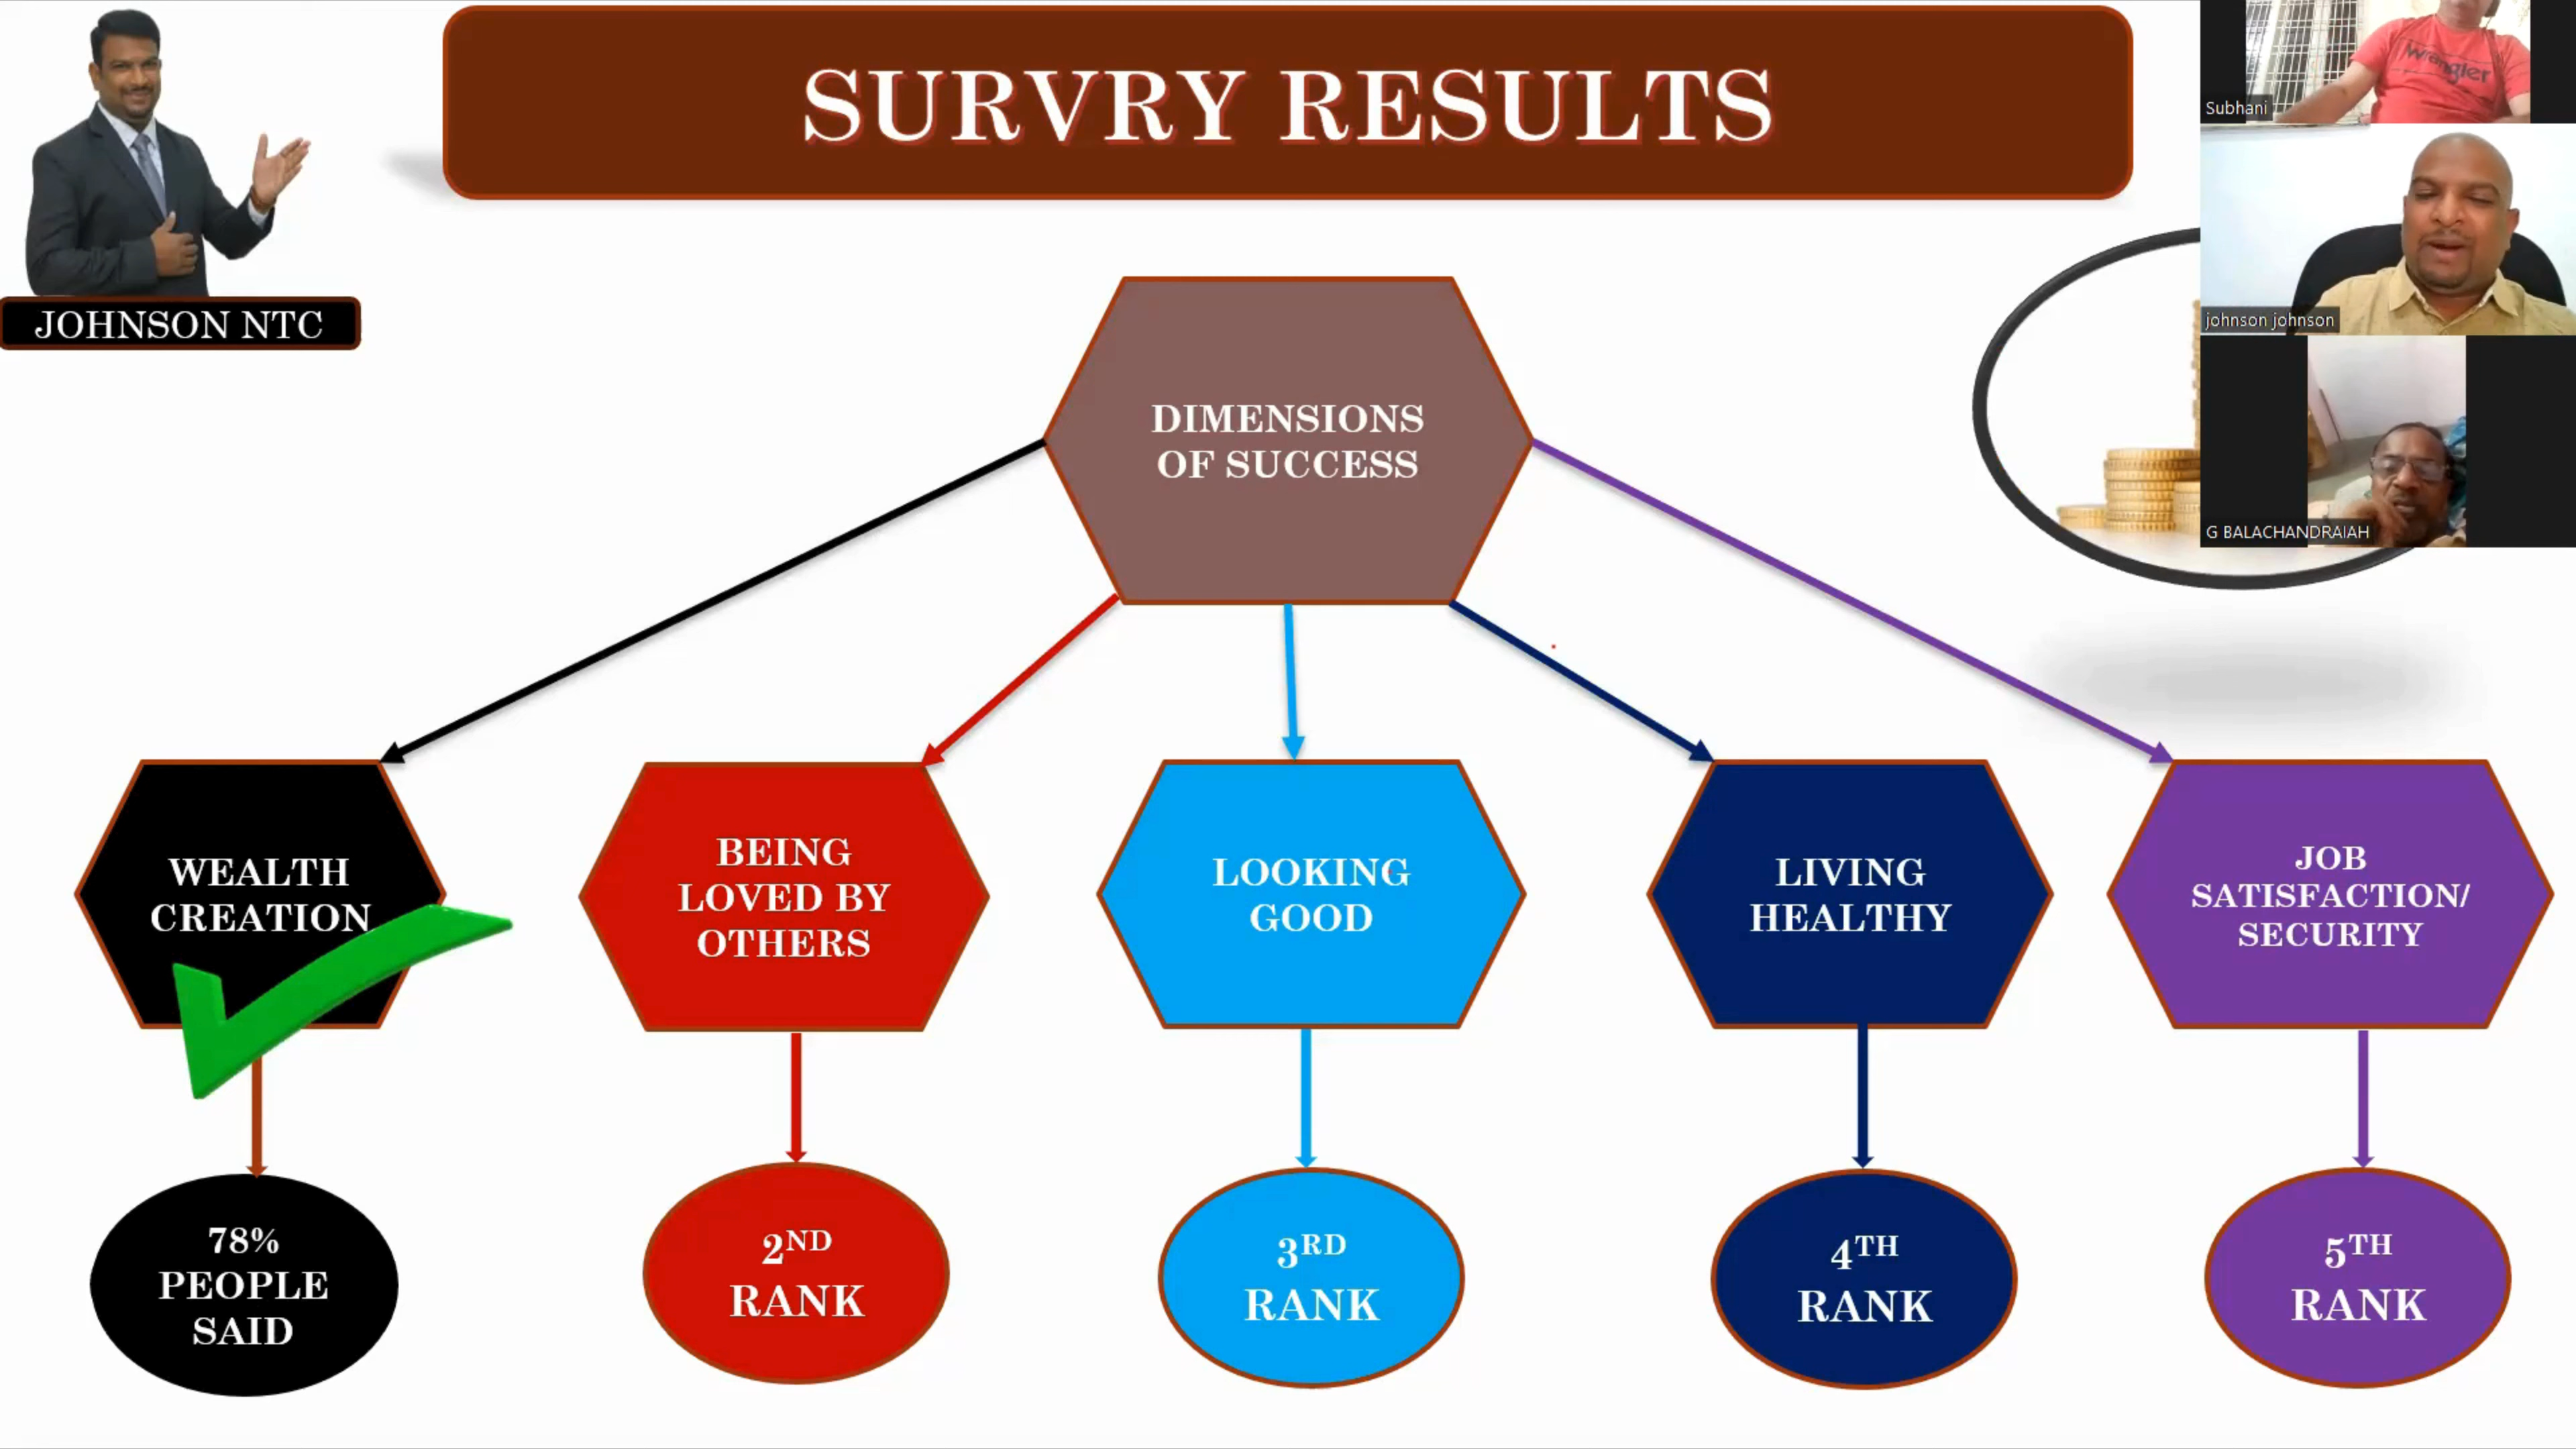 SURVRY RESULTS
JOHNSON NTC
Wrangler
Subhani
johnson johnson
G BALACHANDRAIAH
DIMENSIONS
OF SUCCESS
WEALTH
CREATION
BEING
LOVED BY
OTHERS
LOOKING
GOOD
LIVING
HEALTHY
JOB
SATISFACTION/
SECURITY
78%
PEOPLE
SAID
2ND
RANK
3RD
RANK
4TH
RANK
5TH
RANK